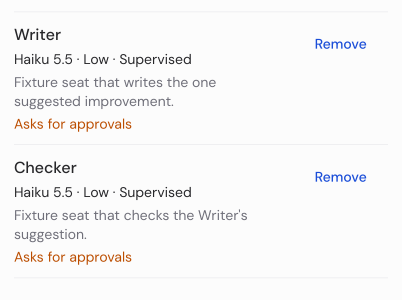 Writer
Remove
Haiku 5.5 · Low · Supervised
Fixture seat that writes the one
suggested improvement.
Asks for approvals
Checker
Remove
Haiku 5.5 · Low · Supervised
Fixture seat that checks the Writer's
suggestion.
Asks for approvals